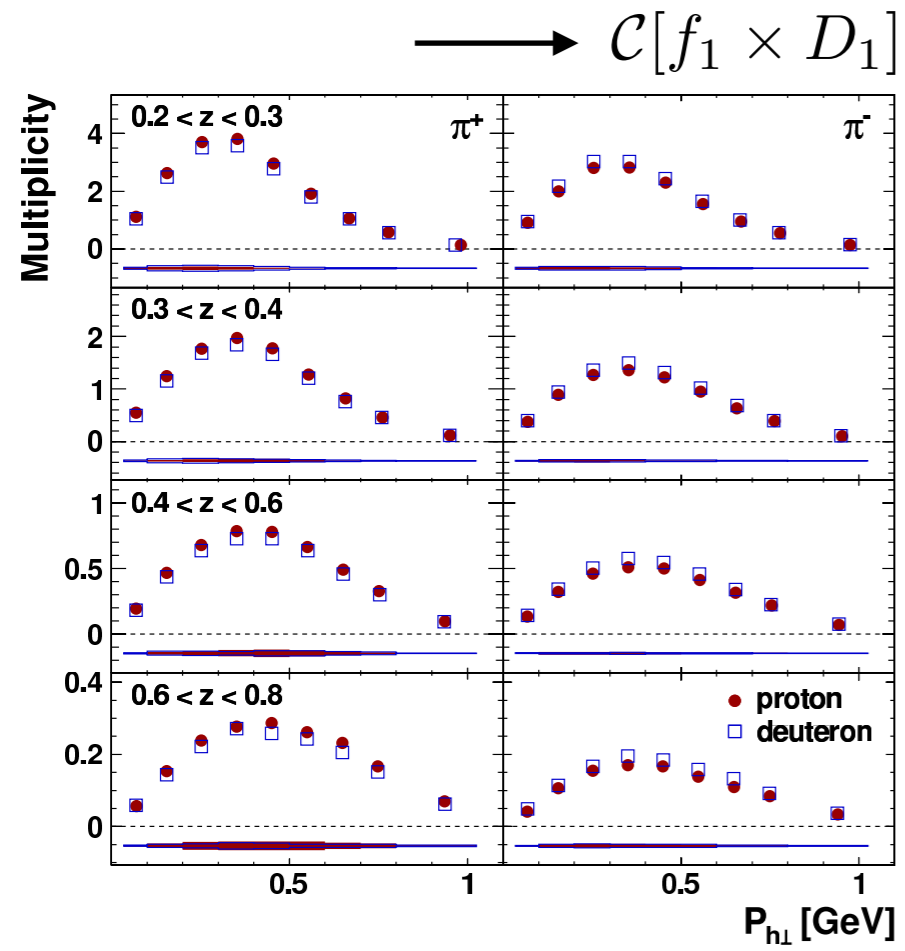 C[f₁ × D₁]
Multiplicity
0.2 < z < 0.3
π⁺
π⁻
4
2
0
0.3 < z < 0.4
2
1
0
0.4 < z < 0.6
1
0.5
0
0.6 < z < 0.8
proton
deuteron
0.4
0.2
0
0.5
1
0.5
1
P_h⊥ [GeV]